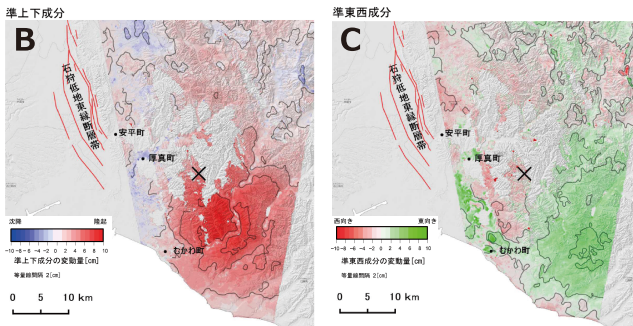 準上下成分
B
石狩低地東縁断層帯
安平町
厚真町
むかわ町
沈降 隆起
-10 -8 -6 -4 -2 0 2 4 6 8 10
準上下成分の変動量[cm]
等量線間隔 2[cm]
0 5 10 km
準東西成分
C
石狩低地東縁断層帯
安平町
厚真町
むかわ町
西向き 東向き
-10 -8 -6 -4 -2 0 2 4 6 8 10
準東西成分の変動量[cm]
等量線間隔 2[cm]
0 5 10 km